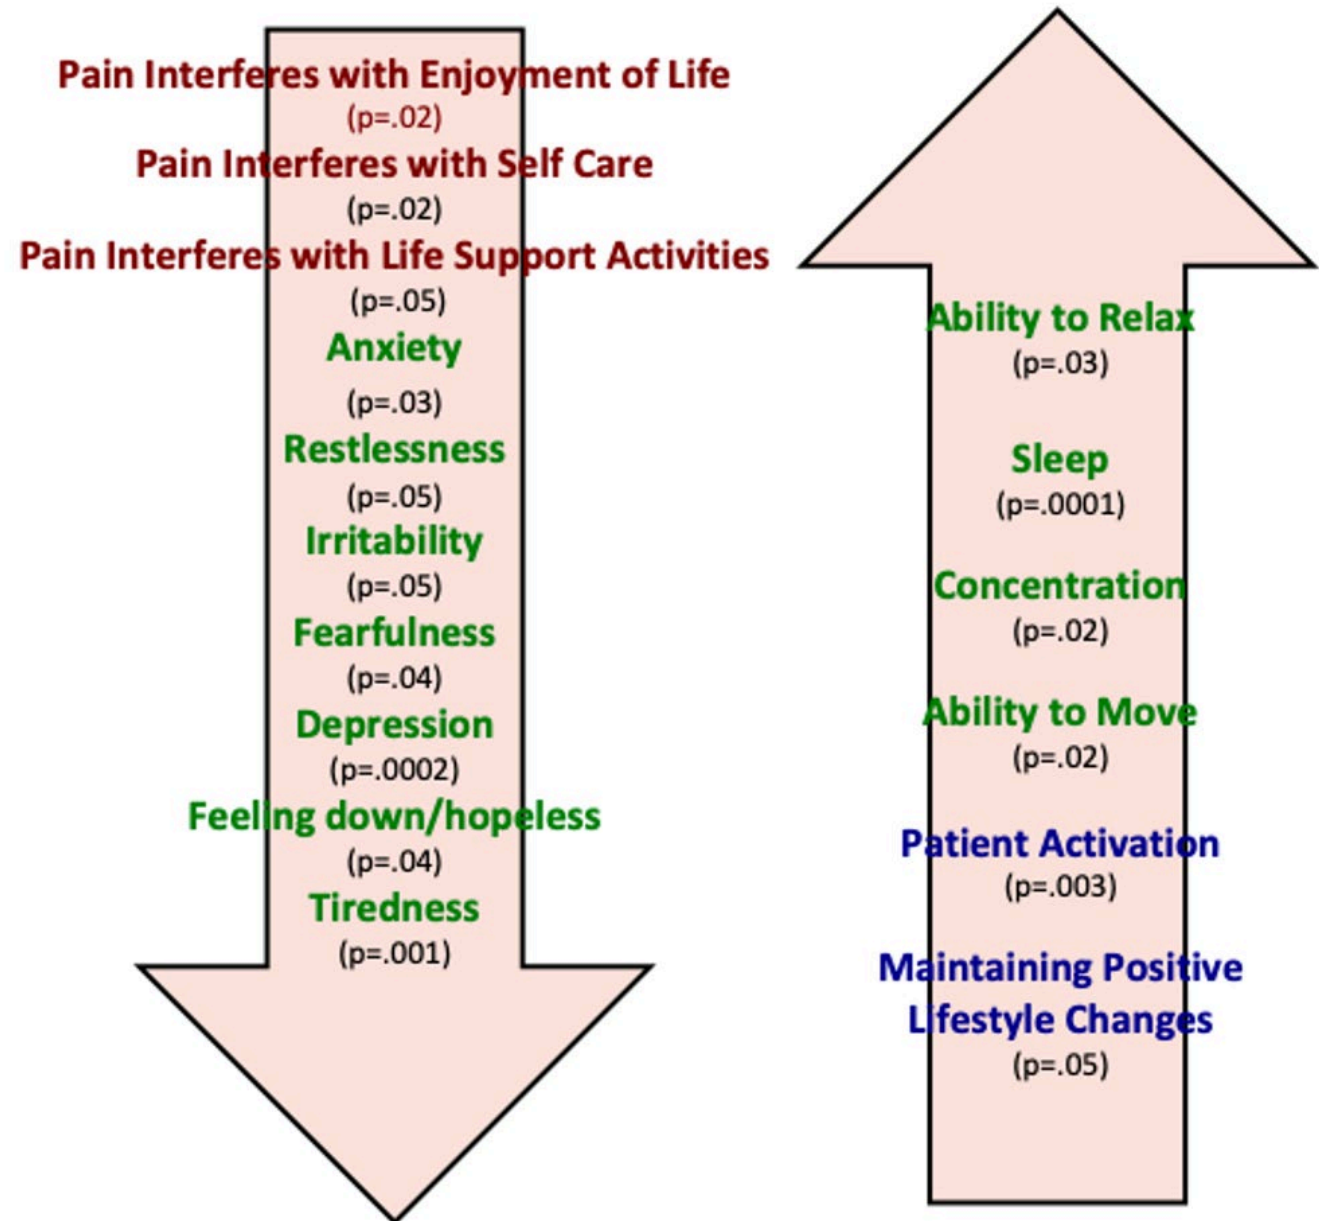 Pain Interferes with Enjoyment of Life
(p=.02)
Pain Interferes with Self Care
(p=.02)
Pain Interferes with Life Support Activities
(p=.05)
Anxiety
(p=.03)
Restlessness
(p=.05)
Irritability
(p=.05)
Fearfulness
(p=.04)
Depression
(p=.0002)
Feeling down/hopeless
(p=.04)
Tiredness
(p=.001)
Ability to Relax
(p=.03)
Sleep
(p=.0001)
Concentration
(p=.02)
Ability to Move
(p=.02)
Patient Activation
(p=.003)
Maintaining Positive
Lifestyle Changes
(p=.05)